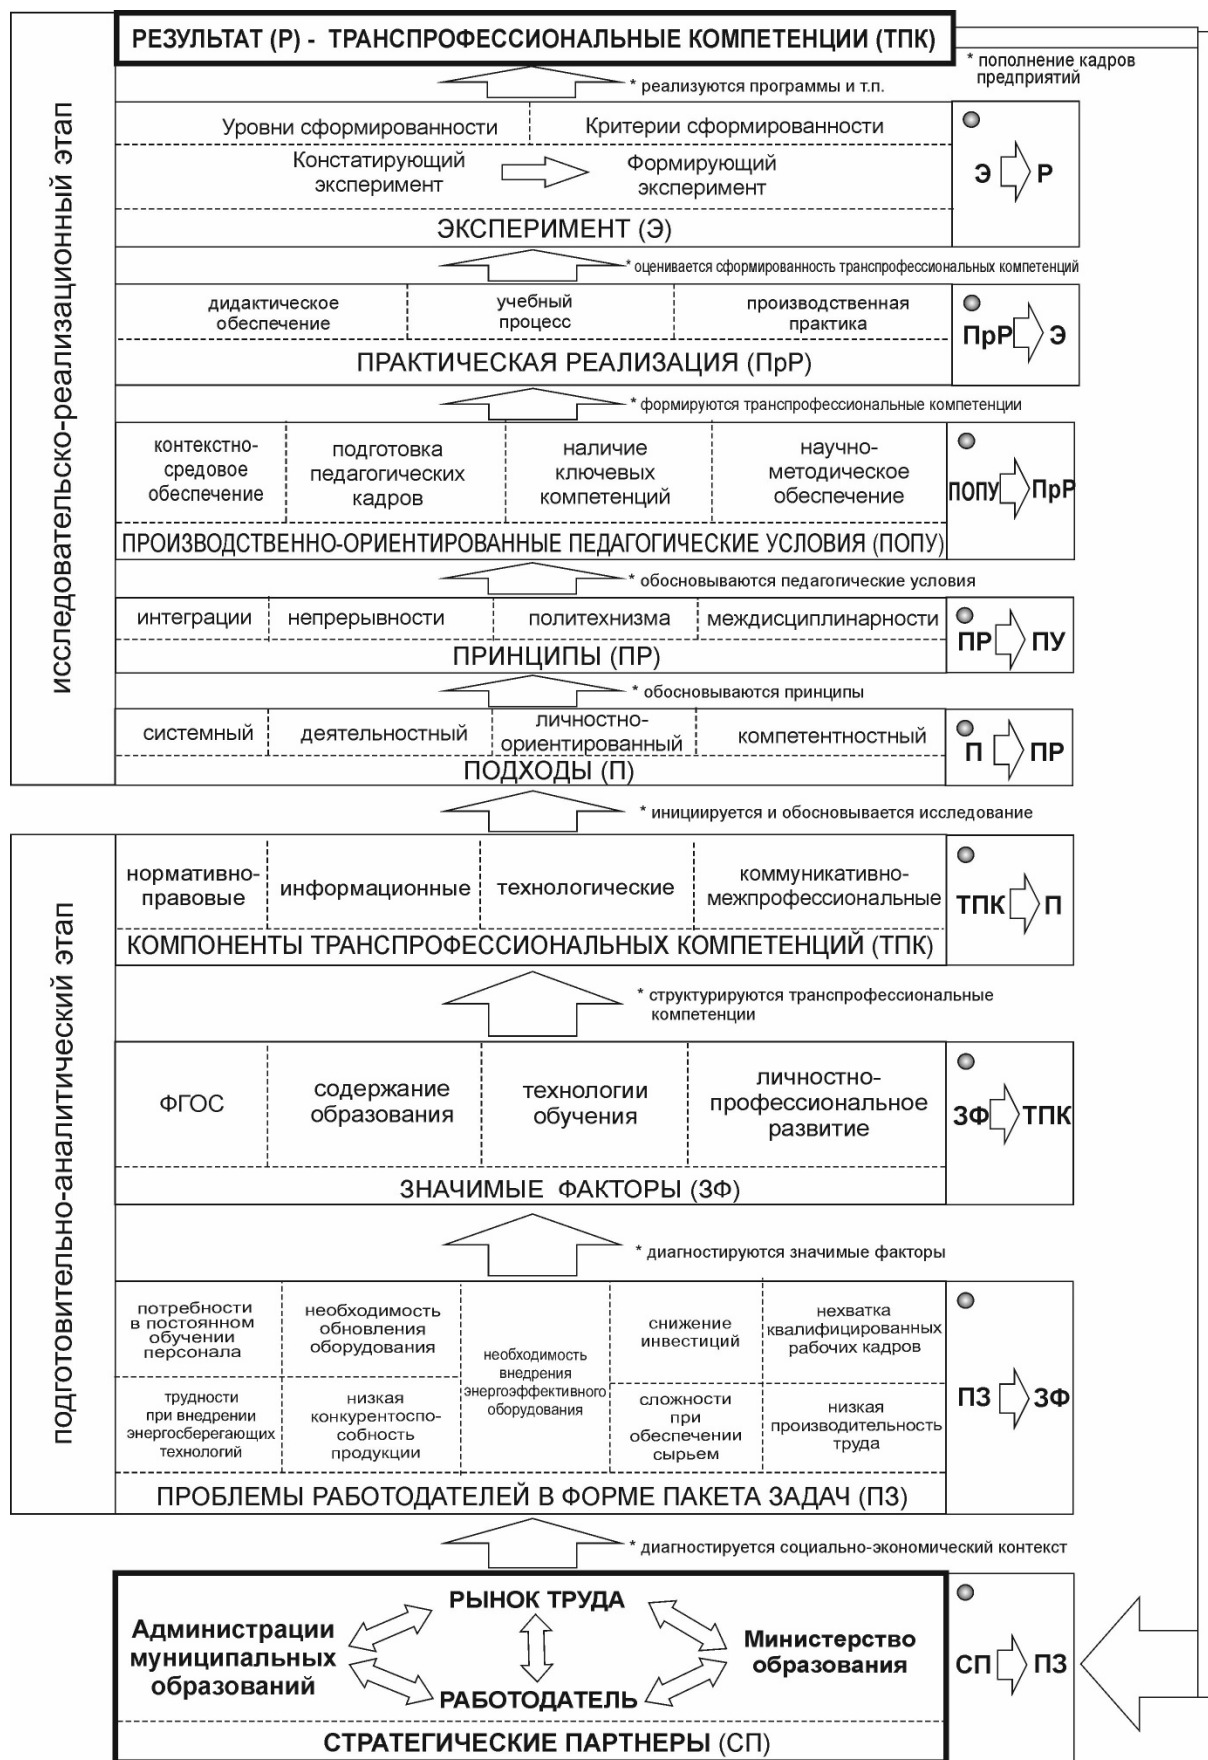 РЕЗУЛЬТАТ (Р) - ТРАНСПРОФЕССИОНАЛЬНЫЕ КОМПЕТЕНЦИИ (ТПК)
* пополнение кадров
предприятий
* реализуются программы и т.п.
исследовательско-реализационный этап
Уровни сформированности
Критерии сформированности
Констатирующий
эксперимент
Формирующий
эксперимент
ЭКСПЕРИМЕНТ (Э)
Э Р
* оценивается сформированность транспрофессиональных компетенций
дидактическое
обеспечение
учебный
процесс
производственная
практика
ПРАКТИЧЕСКАЯ РЕАЛИЗАЦИЯ (ПрР)
ПрР Э
* формируются транспрофессиональные компетенции
контекстно-
средовое
обеспечение
подготовка
педагогических
кадров
наличие
ключевых
компетенций
научно-
методическое
обеспечение
ПРОИЗВОДСТВЕННО-ОРИЕНТИРОВАННЫЕ ПЕДАГОГИЧЕСКИЕ УСЛОВИЯ (ПОПУ)
ПОПУ ПрР
* обосновываются педагогические условия
интеграции
непрерывности
политехнизма
междисциплинарности
ПРИНЦИПЫ (ПР)
ПР ПУ
* обосновываются принципы
системный
деятельностный
личностно-
ориентированный
компетентностный
ПОДХОДЫ (П)
П ПР
* инициируется и обосновывается исследование
подготовительно-аналитический этап
нормативно-
правовые
информационные
технологические
коммуникативно-
межпрофессиональные
КОМПОНЕНТЫ ТРАНСПРОФЕССИОНАЛЬНЫХ КОМПЕТЕНЦИЙ (ТПК)
ТПК П
* структурируются транспрофессиональные
компетенции
ФГОС
содержание
образования
технологии
обучения
личностно-
профессиональное
развитие
ЗНАЧИМЫЕ ФАКТОРЫ (ЗФ)
ЗФ ТПК
* диагностируются значимые факторы
потребности
в постоянном
обучении
персонала
необходимость
обновления
оборудования
необходимость
внедрения
энергоэффективного
оборудования
снижение
инвестиций
нехватка
квалифицированных
рабочих кадров
трудности
при внедрении
энергосберегающих
технологий
низкая
конкурентоспо-
собность
продукции
сложности
при
обеспечении
сырьем
низкая
производительность
труда
ПРОБЛЕМЫ РАБОТОДАТЕЛЕЙ В ФОРМЕ ПАКЕТА ЗАДАЧ (ПЗ)
ПЗ ЗФ
* диагностируется социально-экономический контекст
РЫНОК ТРУДА
Администрации
муниципальных
образований
Министерство
образования
РАБОТОДАТЕЛЬ
СТРАТЕГИЧЕСКИЕ ПАРТНЕРЫ (СП)
СП ПЗ